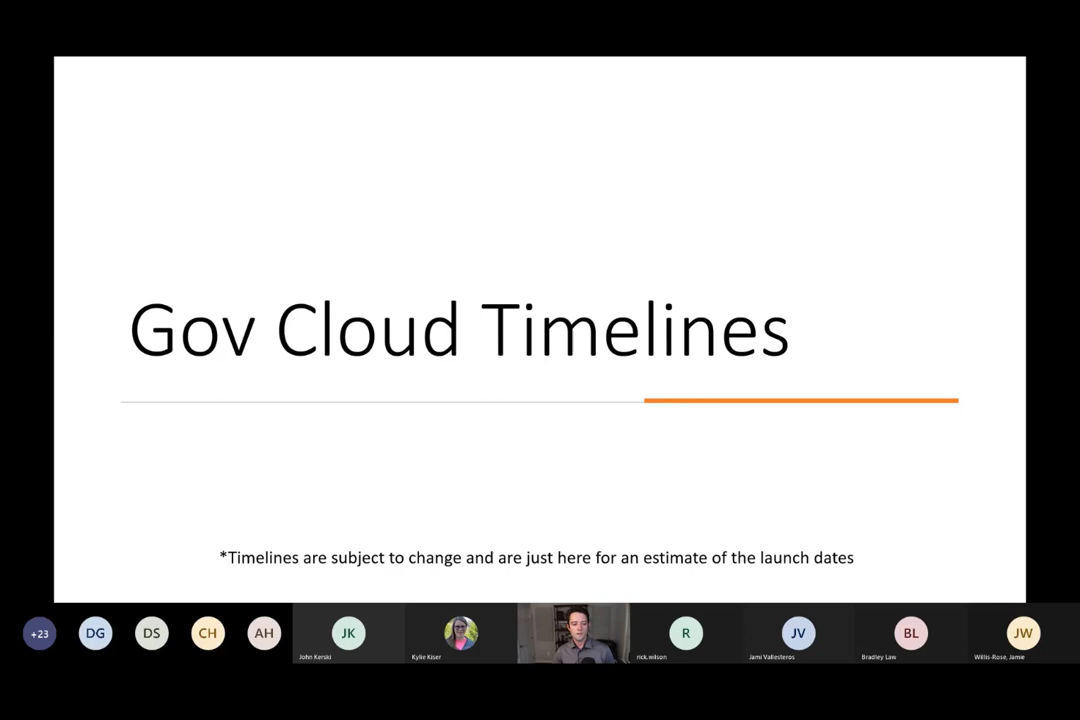 Gov Cloud Timelines
*Timelines are subject to change and are just here for an estimate of the launch dates
+23
DG
DS
CH
AH
JK
R
JV
BL
JW
John Kerski
Kylie Kiser
rick.wilson
Jami Vallesteros
Bradley Law
Willis-Rose, Jamie